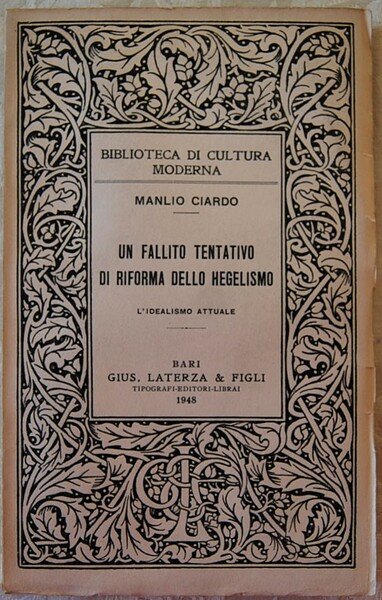 BIBLIOTECA DI CULTURA
MODERNA
MANLIO CIARDO
UN FALLITO TENTATIVO
DI RIFORMA DELLO HEGELISMO
L'IDEALISMO ATTUALE
BARI
GIUS. LATERZA & FIGLI
TIPOGRAFI-EDITORI-LIBRAI
1948